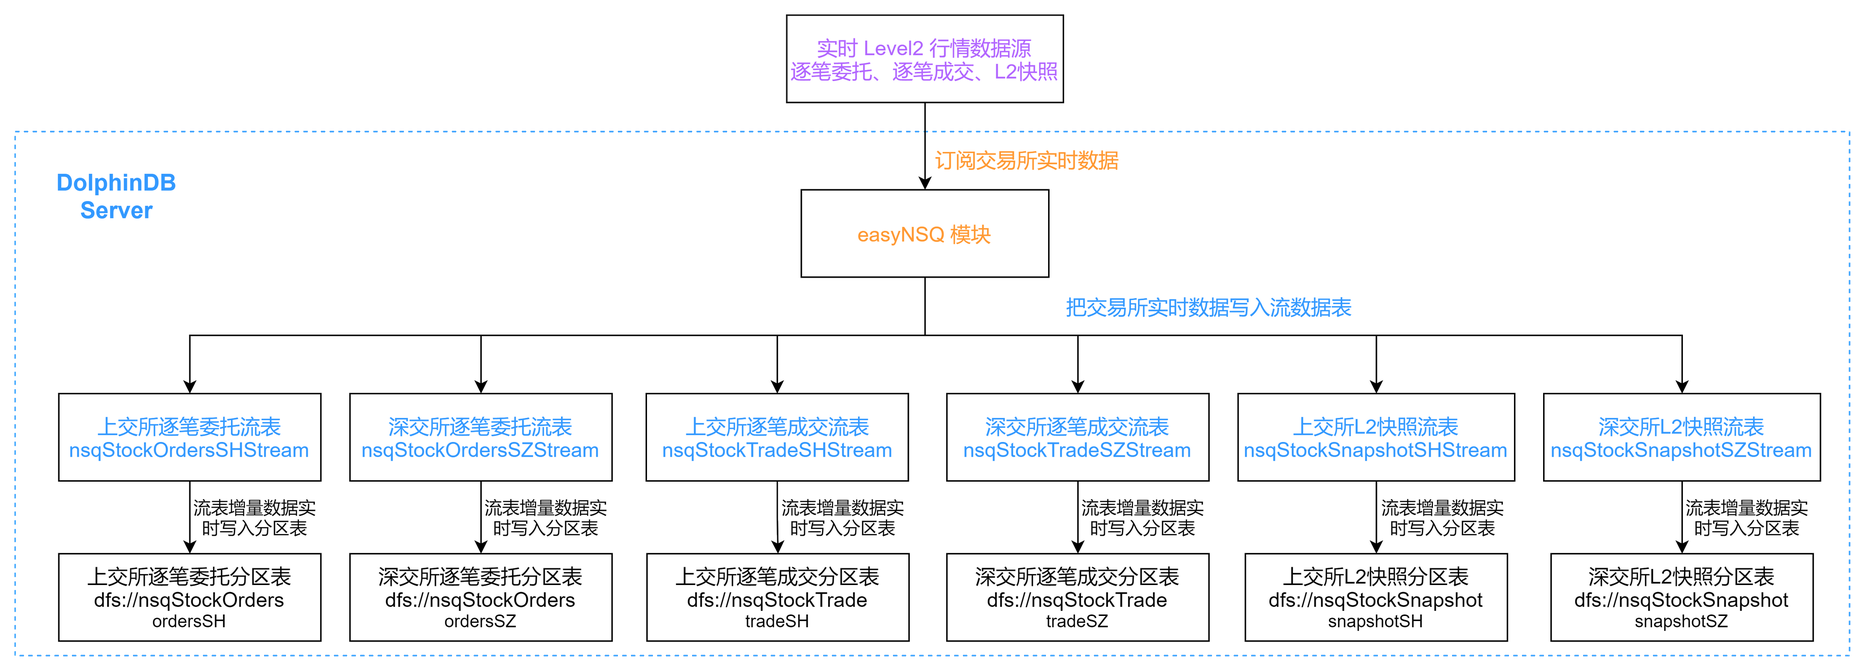 实时 Level2 行情数据源
逐笔委托、逐笔成交、L2快照
订阅交易所实时数据
DolphinDB
Server
easyNSQ 模块
把交易所实时数据写入流数据表
上交所逐笔委托流表
nsqStockOrdersSHStream
深交所逐笔委托流表
nsqStockOrdersSZStream
上交所逐笔成交流表
nsqStockTradeSHStream
深交所逐笔成交流表
nsqStockTradeSZStream
上交所L2快照流表
nsqStockSnapshotSHStream
深交所L2快照流表
nsqStockSnapshotSZStream
流表增量数据实
时写入分区表
流表增量数据实
时写入分区表
流表增量数据实
时写入分区表
流表增量数据实
时写入分区表
流表增量数据实
时写入分区表
流表增量数据实
时写入分区表
上交所逐笔委托分区表
dfs://nsqStockOrders
ordersSH
深交所逐笔委托分区表
dfs://nsqStockOrders
ordersSZ
上交所逐笔成交分区表
dfs://nsqStockTrade
tradeSH
深交所逐笔成交分区表
dfs://nsqStockTrade
tradeSZ
上交所L2快照分区表
dfs://nsqStockSnapshot
snapshotSH
深交所L2快照分区表
dfs://nsqStockSnapshot
snapshotSZ